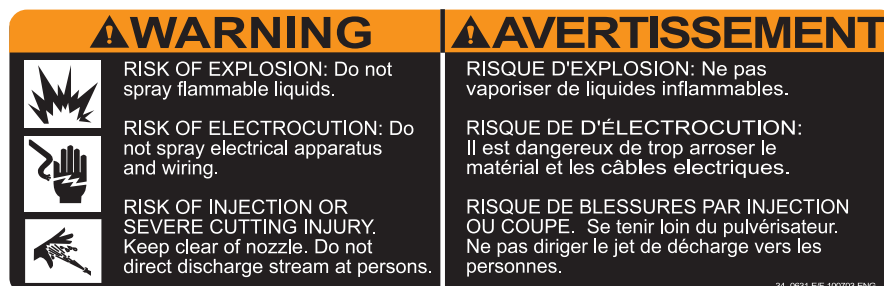 WARNING
RISK OF EXPLOSION: Do not
spray flammable liquids.
RISK OF ELECTROCUTION: Do
not spray electrical apparatus
and wiring.
RISK OF INJECTION OR
SEVERE CUTTING INJURY.
Keep clear of nozzle. Do not
direct discharge stream at persons.
AVERTISSEMENT
RISQUE D'EXPLOSION: Ne pas
vaporiser de liquides inflammables.
RISQUE DE D'ÉLECTROCUTION:
Il est dangereux de trop arroser le
matérial et les câbles electriques.
RISQUE DE BLESSURES PAR INJECTION
OU COUPE. Se tenir loin du pulvérisateur.
Ne pas diriger le jet de décharge vers les
personnes.
34_0631 E/F 100703 ENG